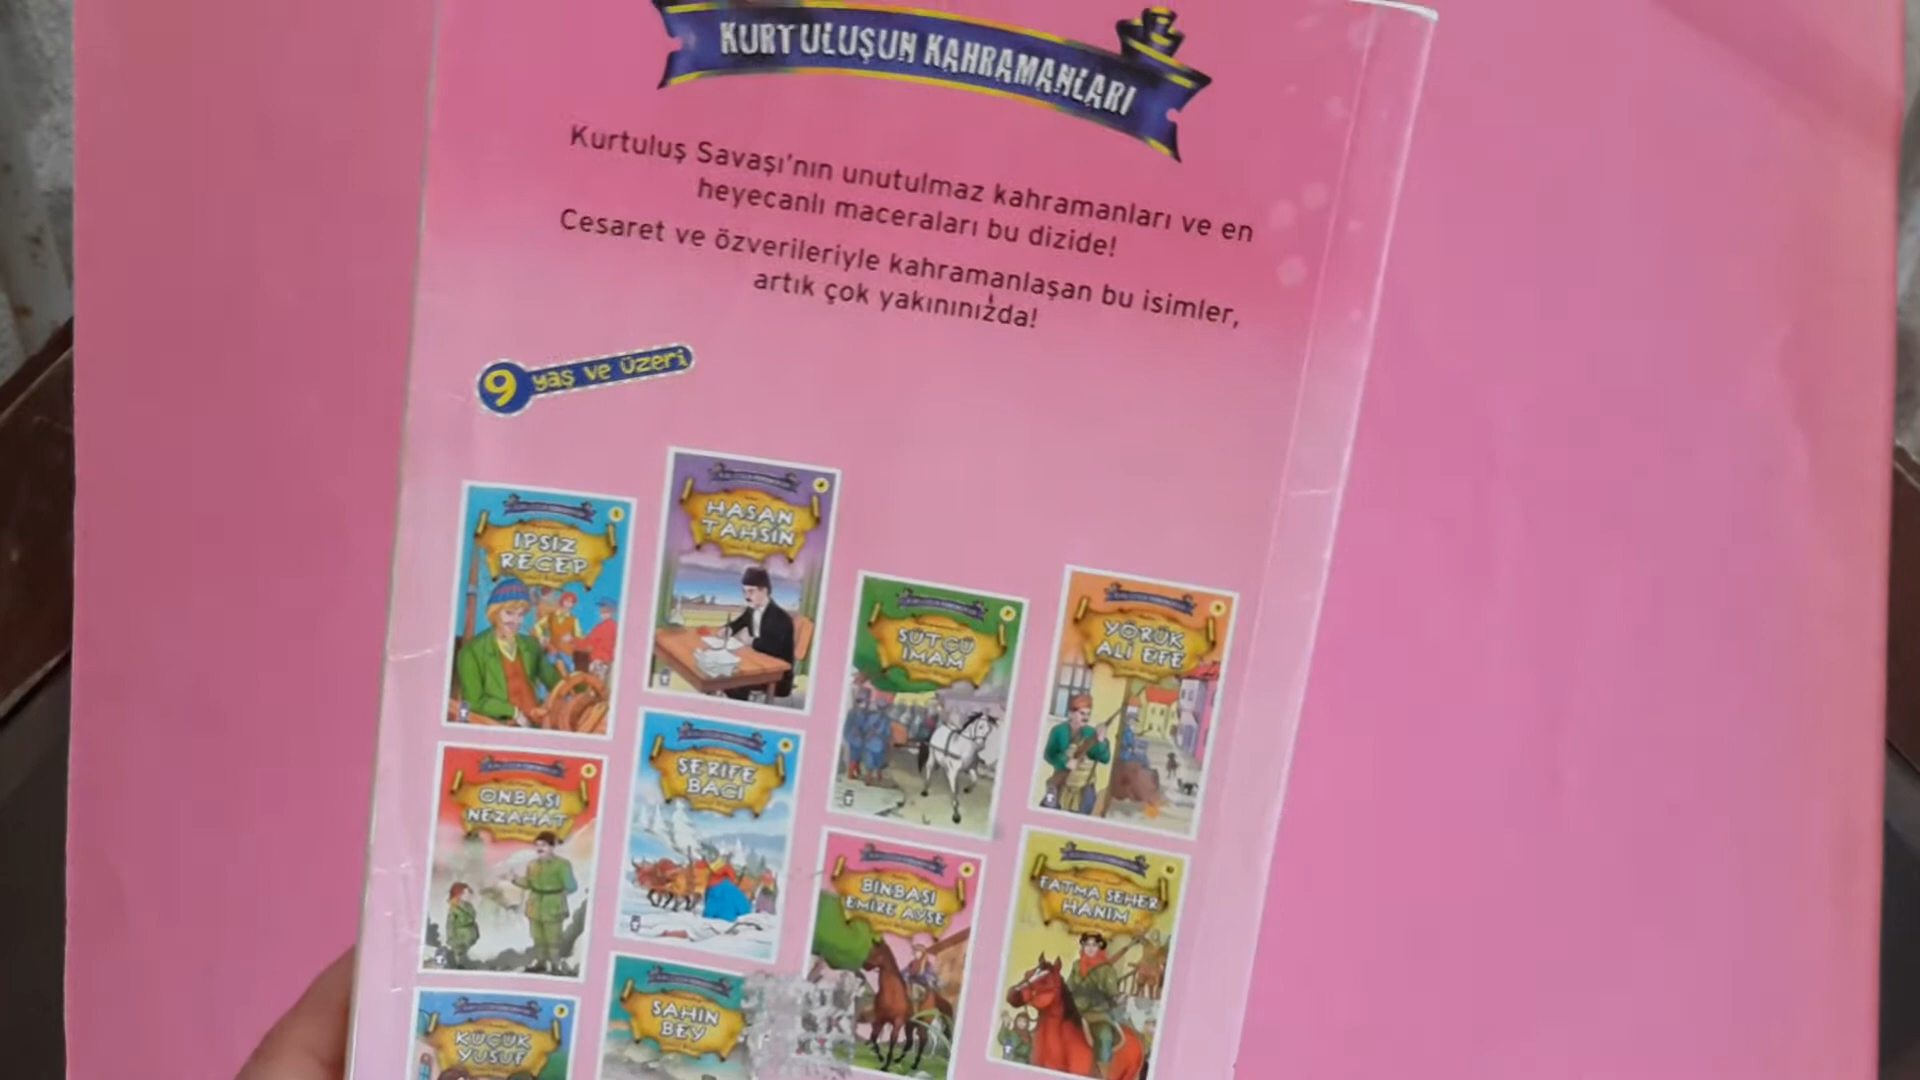 KURTULUŞUN KAHRAMANLARI
Kurtuluş Savaşı'nın unutulmaz kahramanları ve en
heyecanlı maceraları bu dizide!
Cesaret ve özverileriyle kahramanlaşan bu isimler,
artık çok yakınınızda!
9 yaş ve üzeri
İPSİZ
RECEP
HASAN
TAHSİN
SÜTÇÜ
İMAM
YÖRÜK
ALİ EFE
ONBAŞI
NEZAHAT
ŞERİFE
BACI
BİNBAŞI
EMİRE AYŞE
FATMA SEHER
HANIM
KÜÇÜK
YUSUF
ŞAHİN
BEY